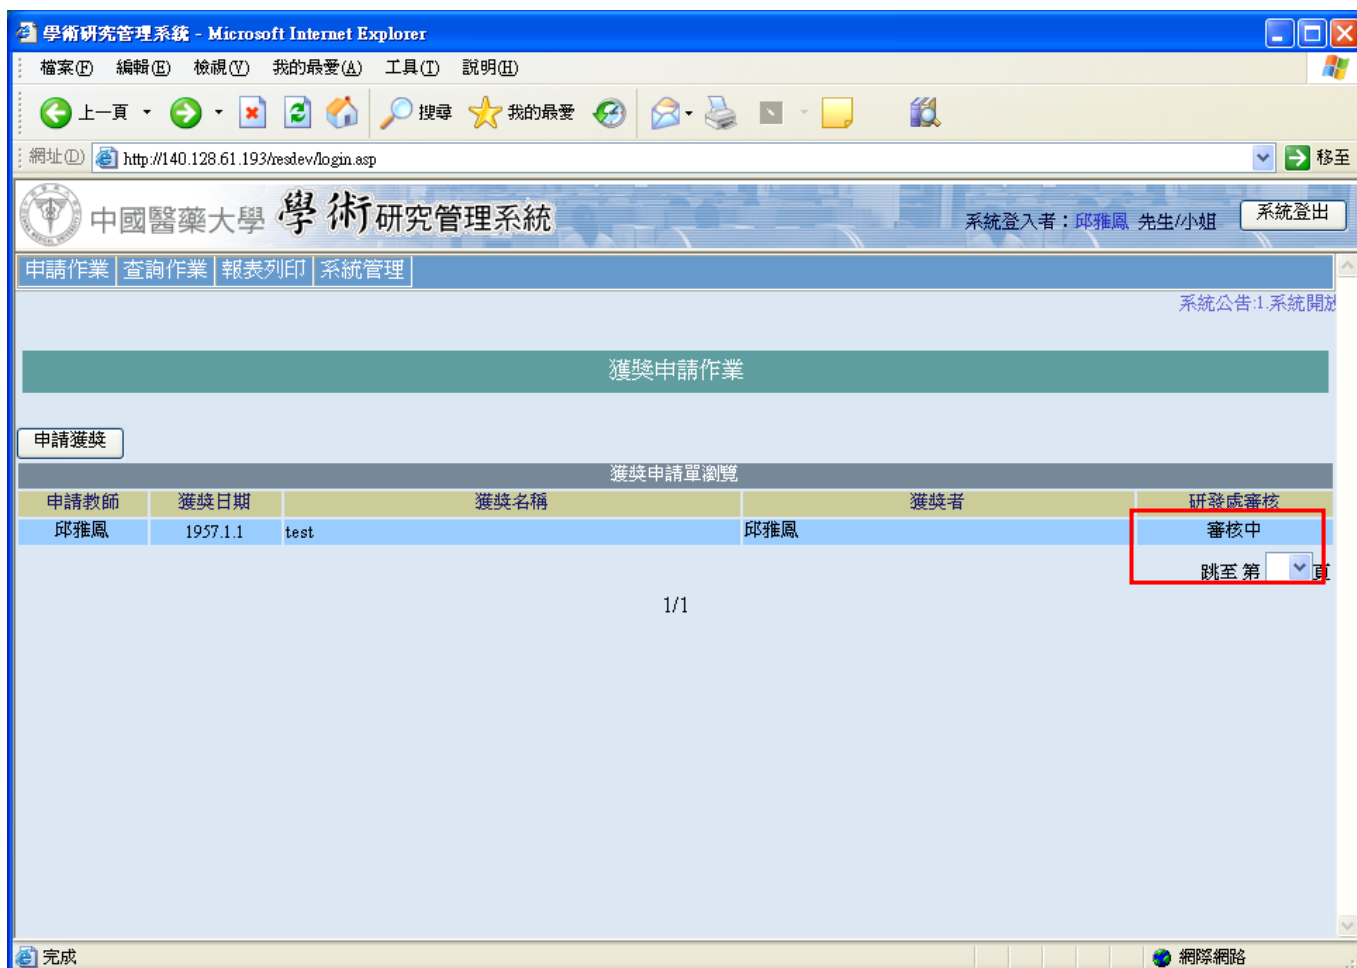 學術研究管理系統 - Microsoft Internet Explorer
檔案(F) 編輯(E) 檢視(V) 我的最愛(A) 工具(T) 說明(H)
上一頁 搜尋 我的最愛
網址(D) http://140.128.61.193/resdev/login.asp 移至
中國醫藥大學 學術研究管理系統 系統登入者：邱雅鳳 先生/小姐 系統登出
申請作業 查詢作業 報表列印 系統管理
系統公告:1.系統開放
獲獎申請作業
申請獲獎
獲獎申請單瀏覽
申請教師 獲獎日期 獲獎名稱 獲獎者 研發處審核
邱雅鳳 1957.1.1 test 邱雅鳳 審核中
跳至 第 頁
1/1
完成 網際網路